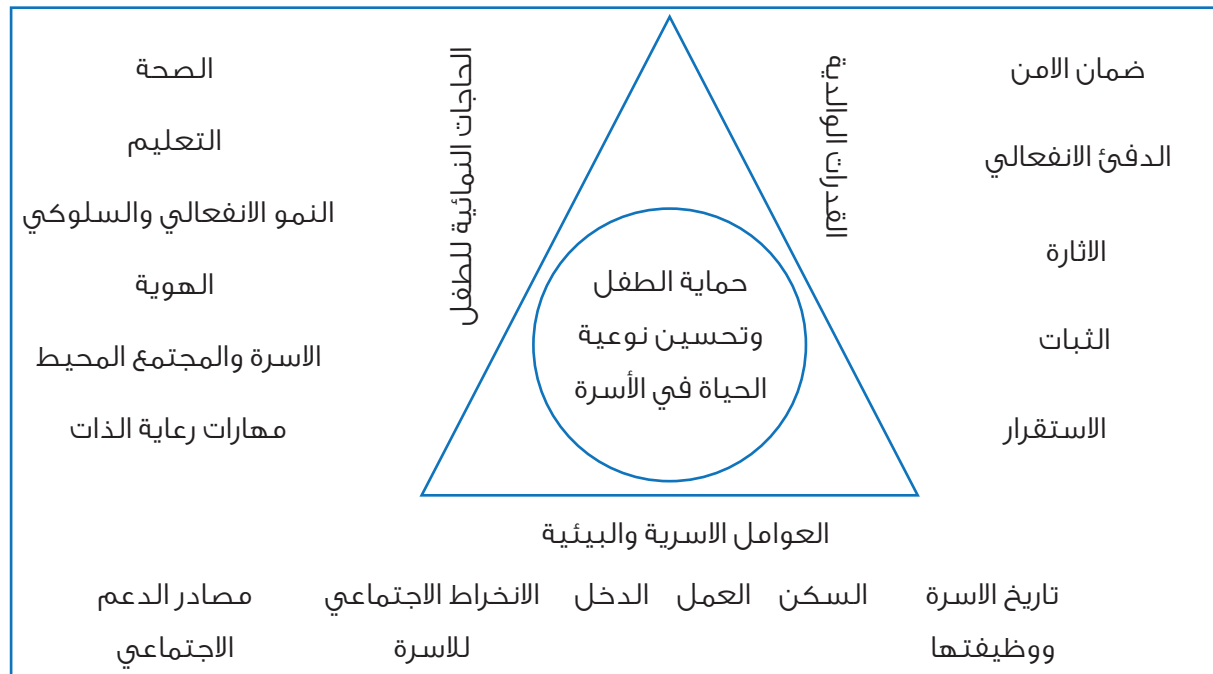 ضمان الامن
الدفئ الانفعالي
الاثارة
الثبات
الاستقرار
القدرات الوالدية
حماية الطفل
وتحسين نوعية
الحياة في الأسرة
الحاجات النمائية للطفل
الصحة
التعليم
النمو الانفعالي والسلوكي
الهوية
الاسرة والمجتمع المحيط
مهارات رعاية الذات
العوامل الاسرية والبيئية
تاريخ الاسرة
ووظيفتها
السكن
العمل
الدخل
الانخراط الاجتماعي
للاسرة
مصادر الدعم
الاجتماعي